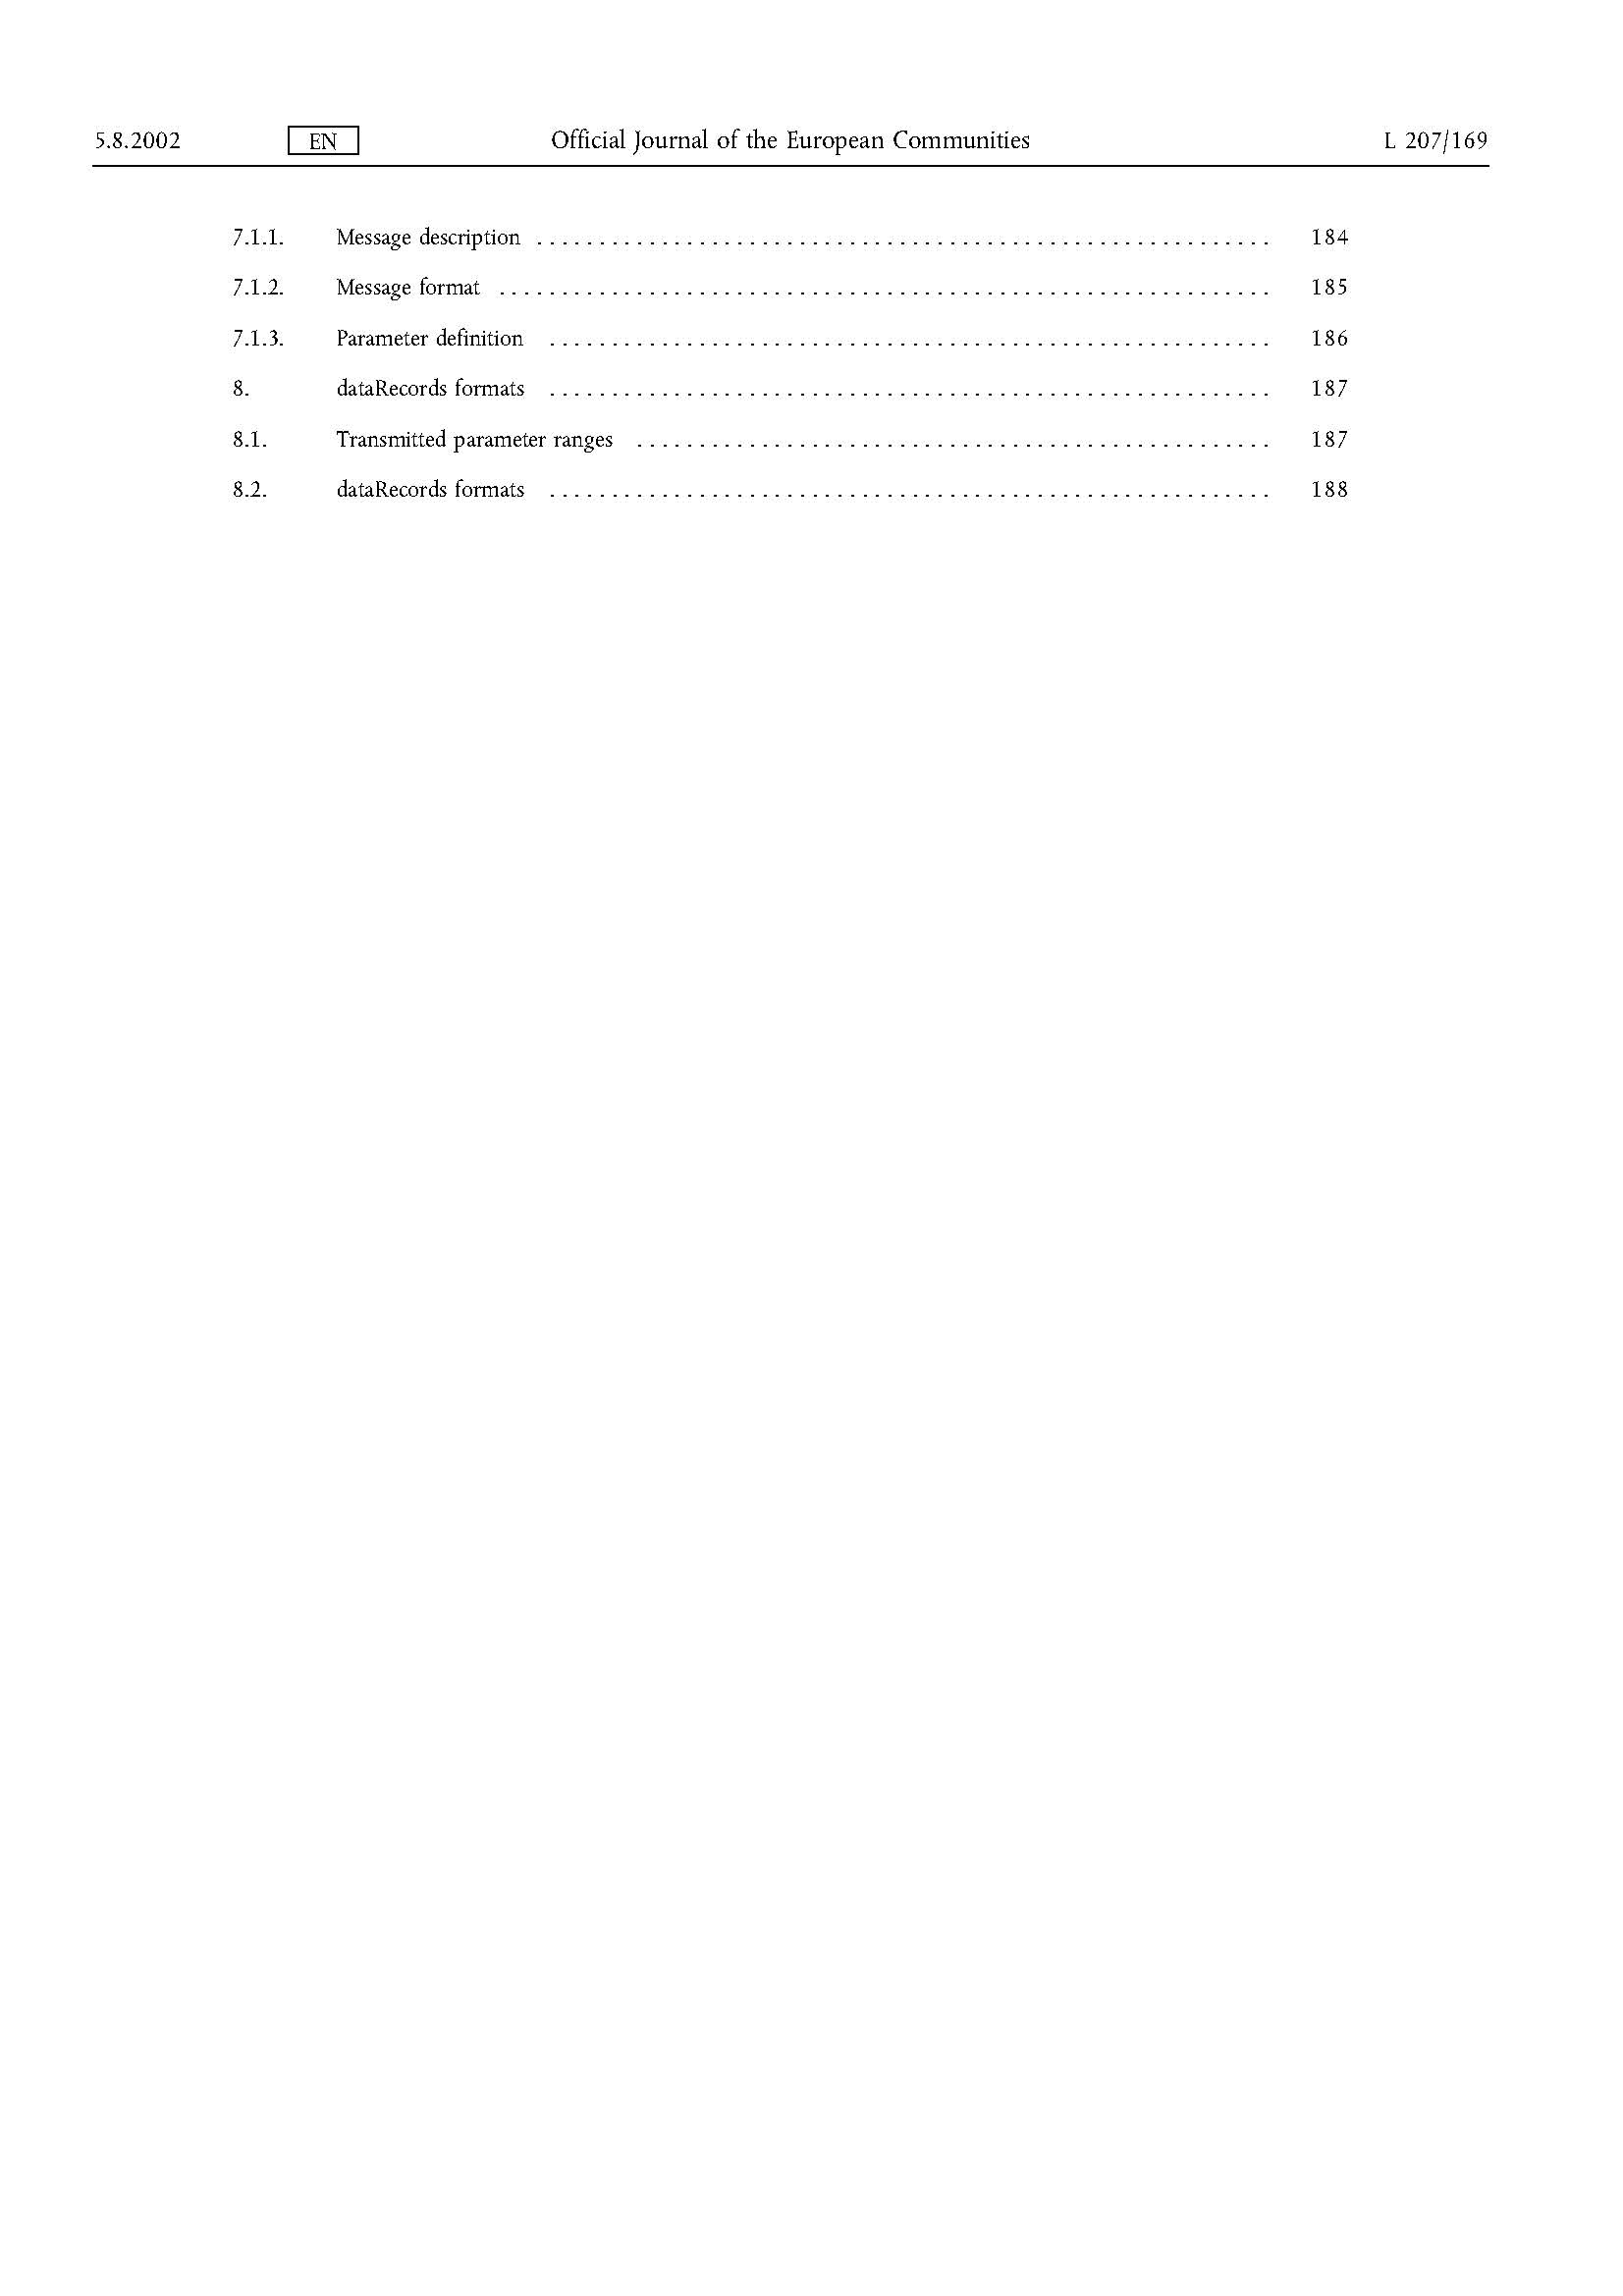 5.8.2002 EN Official Journal of the European Communities L 207/169
7.1.1. Message description . . . . . . . . . . . . . . . . . . . . . . . . . . . . . . . . . . . . . . . . . . . . . . . . . . . . . . . . . . . 184
7.1.2. Message format . . . . . . . . . . . . . . . . . . . . . . . . . . . . . . . . . . . . . . . . . . . . . . . . . . . . . . . . . . . . . . 185
7.1.3. Parameter definition . . . . . . . . . . . . . . . . . . . . . . . . . . . . . . . . . . . . . . . . . . . . . . . . . . . . . . . . . . 186
8. dataRecords formats . . . . . . . . . . . . . . . . . . . . . . . . . . . . . . . . . . . . . . . . . . . . . . . . . . . . . . . . . . 187
8.1. Transmitted parameter ranges . . . . . . . . . . . . . . . . . . . . . . . . . . . . . . . . . . . . . . . . . . . . . . . . . . . 187
8.2. dataRecords formats . . . . . . . . . . . . . . . . . . . . . . . . . . . . . . . . . . . . . . . . . . . . . . . . . . . . . . . . . . 188